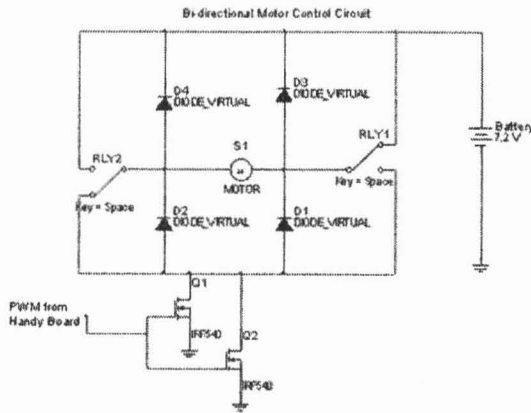 Bi-directional Motor Control Circuit
D4
DIODE_VIRTUAL
D3
DIODE_VIRTUAL
RLY1
Key = Space
Battery
7.2 V
RLY2
Key = Space
S1
MOTOR
D2
DIODE_VIRTUAL
D1
DIODE_VIRTUAL
Q1
IRF540
PWM from
Handy Board
Q2
IRF540